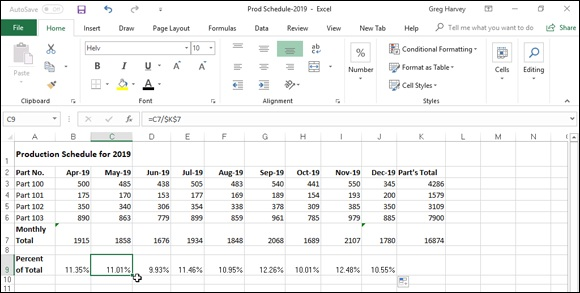 AutoSave Off Prod Schedule-2019 - Excel Greg Harvey
File Home Insert Page Layout Formulas Data Review View New Tab Help Tell me what you want to do Share
Paste Helv 10 B I U A ab Number Conditional Formatting Format as Table Cell Styles Cells Editing
Clipboard Font Alignment Styles
C9 fx =C7/$K$7
A B C D E F G H I J K L M N
1 Production Schedule for 2019
2 Part No. Apr-19 May-19 Jun-19 Jul-19 Aug-19 Sep-19 Oct-19 Nov-19 Dec-19 Part's Total
3 Part 100 500 485 438 505 483 540 441 550 345 4286
4 Part 101 175 170 153 177 169 189 154 193 200 1579
5 Part 102 350 340 306 354 338 378 309 385 350 3109
6 Part 103 890 863 779 899 859 961 785 979 885 7900
Monthly
7 Total 1915 1858 1676 1934 1848 2068 1689 2107 1780 16874
8
Percent
9 of Total 11.35% 11.01% 9.93% 11.46% 10.95% 12.26% 10.01% 12.48% 10.55%
10
11